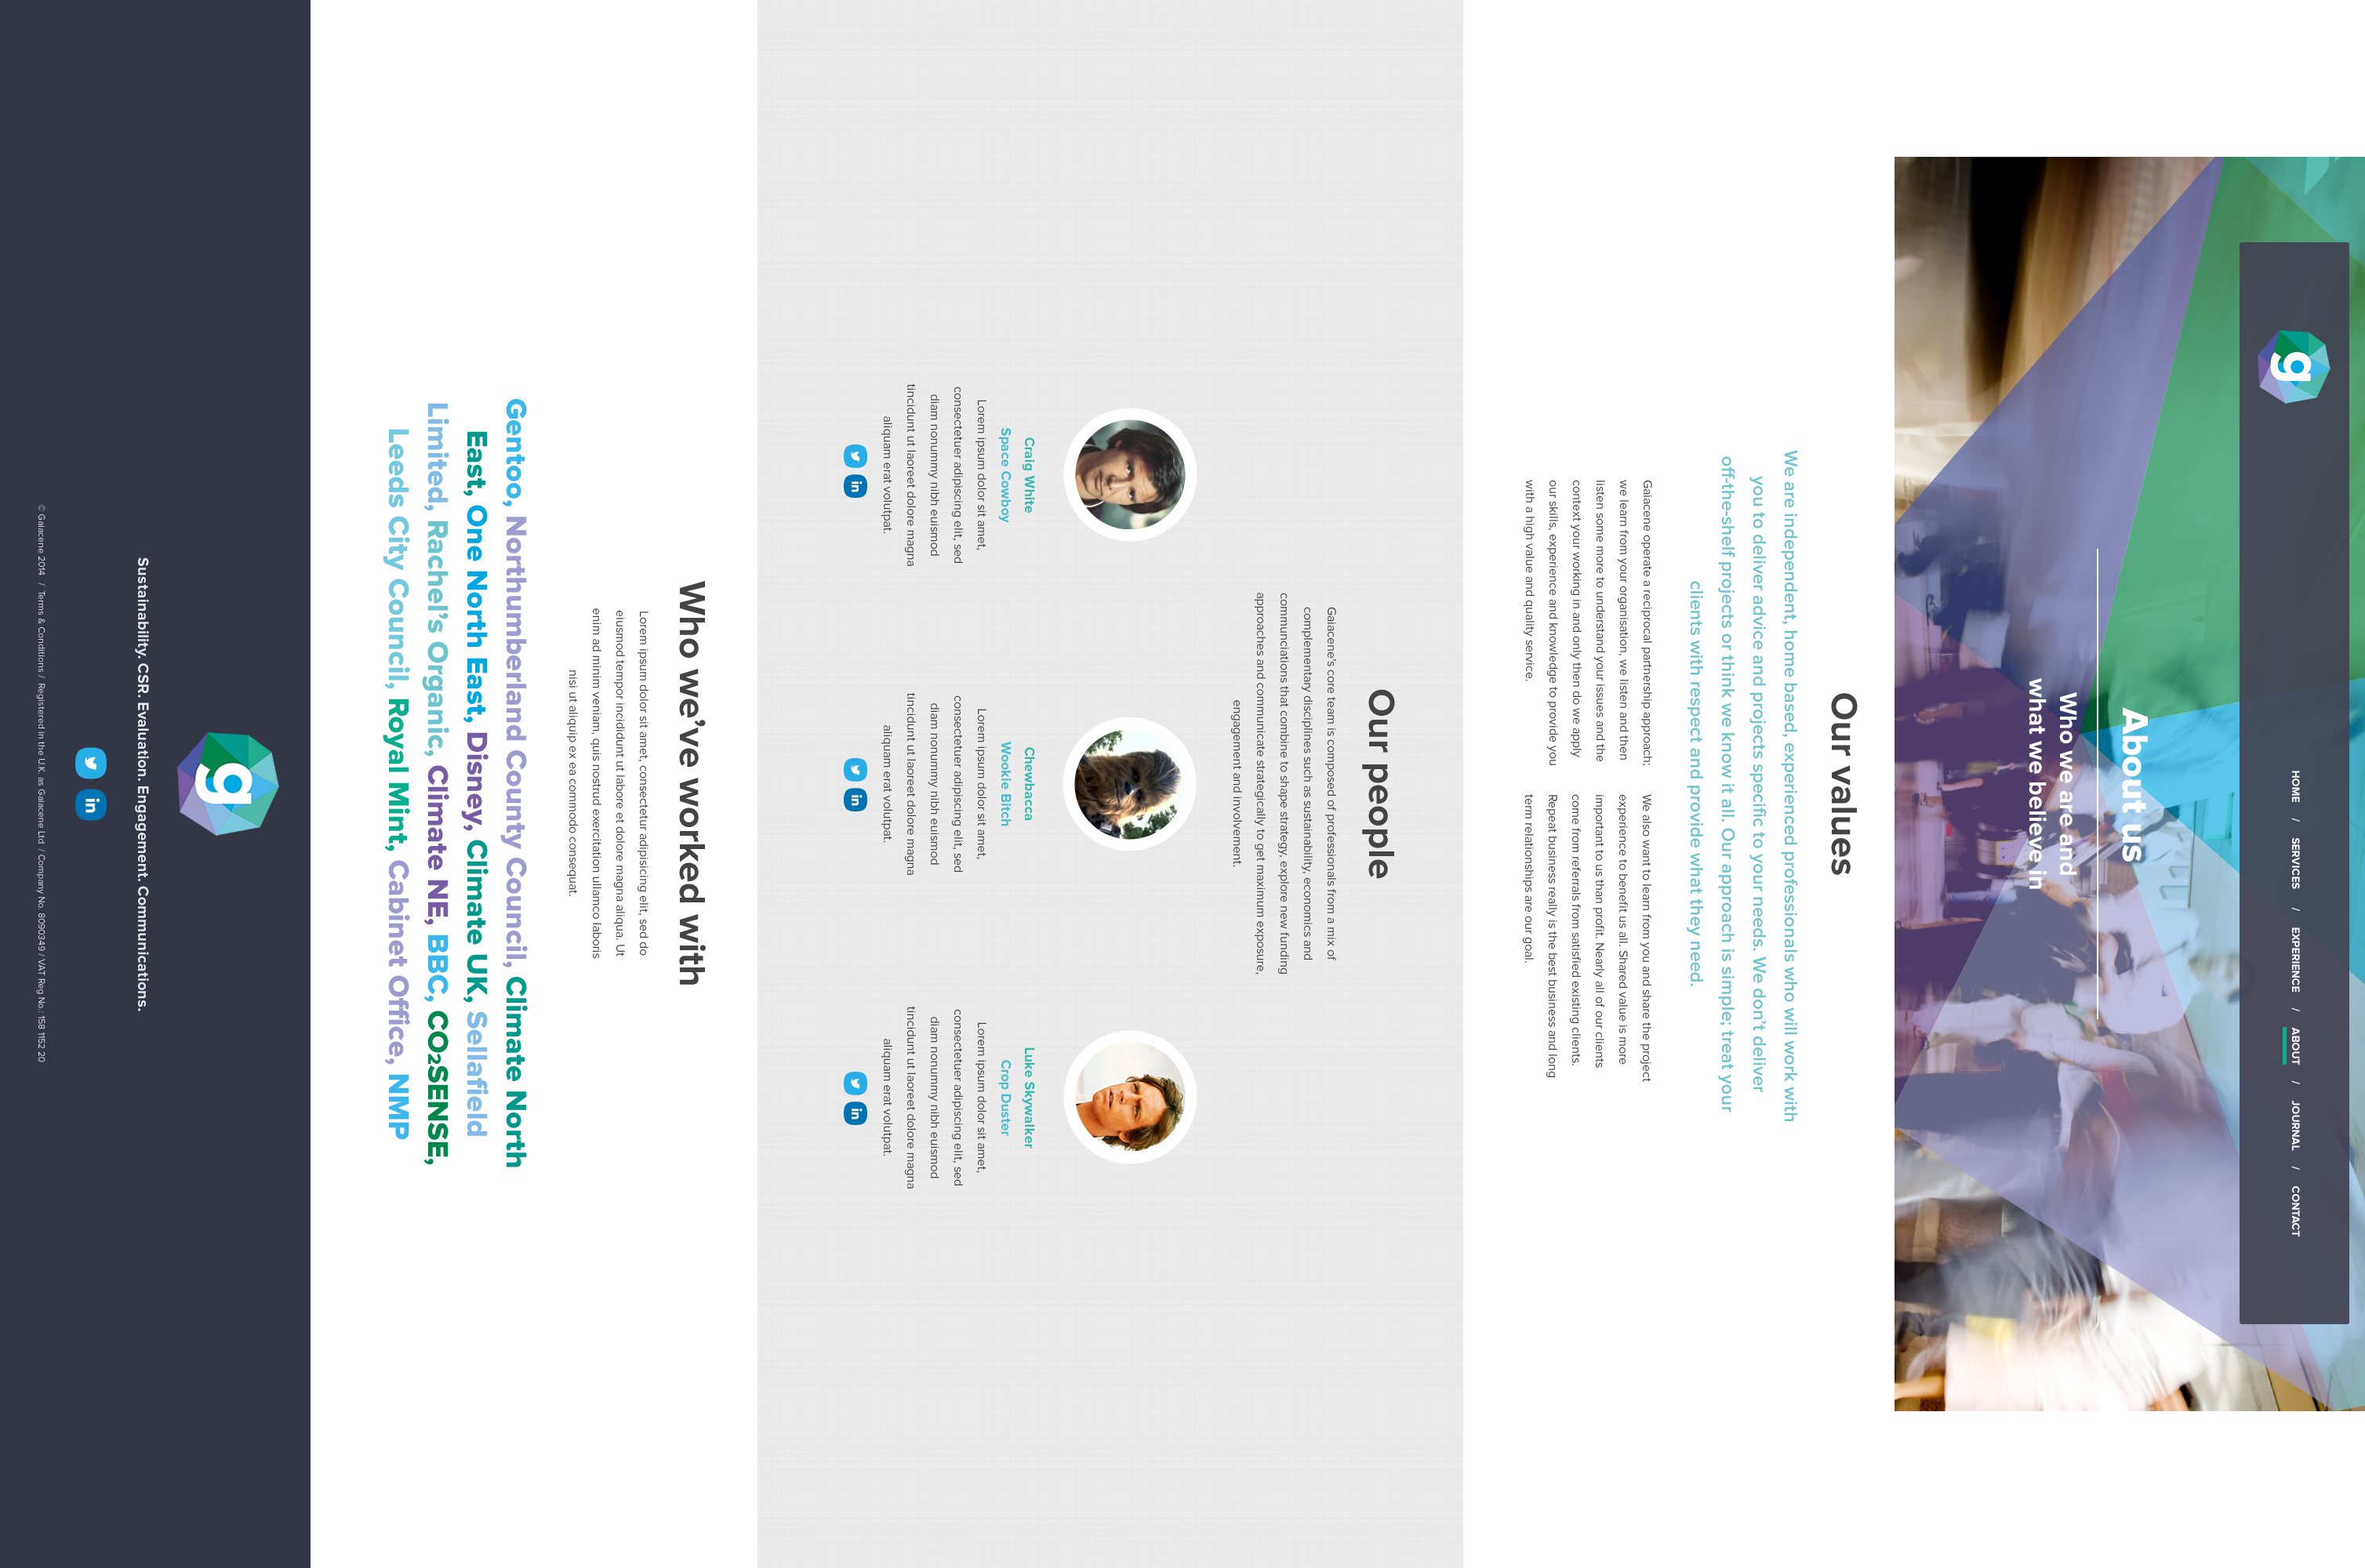 g
HOME / SERVICES / EXPERIENCE / ABOUT / JOURNAL / CONTACT
About us
Who we are and
what we believe in
Our values
We are independent, home based, experienced professionals who will work with
you to deliver advice and projects specific to your needs. We don't deliver
off-the-shelf projects or think we know it all. Our approach is simple; treat your
clients with respect and provide what they need.
Gaiacene operate a reciprocal partnership approach;
we learn from your organisation, we listen and then
listen some more to understand your issues and the
context your working in and only then do we apply
our skills, experience and knowledge to provide you
with a high value and quality service.
We also want to learn from you and share the project
experience to benefit us all. Shared value is more
important to us than profit. Nearly all of our clients
come from referrals from satisfied existing clients.
Repeat business really is the best business and long
term relationships are our goal.
Our people
Gaiacene's core team is composed of professionals from a mix of
complementary disciplines such as sustainability, economics and
communciations that combine to shape strategy, explore new funding
approaches and communicate strategically to get maximum exposure,
engagement and involvement.
Craig White
Space Cowboy
Lorem ipsum dolor sit amet,
consectetuer adipiscing elit, sed
diam nonummy nibh euismod
tincidunt ut laoreet dolore magna
aliquam erat volutpat.
in
Chewbacca
Wookie Bitch
Lorem ipsum dolor sit amet,
consectetuer adipiscing elit, sed
diam nonummy nibh euismod
tincidunt ut laoreet dolore magna
aliquam erat volutpat.
in
Luke Skywalker
Crop Duster
Lorem ipsum dolor sit amet,
consectetuer adipiscing elit, sed
diam nonummy nibh euismod
tincidunt ut laoreet dolore magna
aliquam erat volutpat.
in
Who we've worked with
Lorem ipsum dolor sit amet, consectetur adipisicing elit, sed do
eiusmod tempor incididunt ut labore et dolore magna aliqua. Ut
enim ad minim veniam, quis nostrud exercitation ullamco laboris
nisi ut aliquip ex ea commodo consequat.
Gentoo, Northumberland County Council, Climate North
East, One North East, Disney, Climate UK, Sellafield
Limited, Rachel's Organic, Climate NE, BBC, CO₂SENSE,
Leeds City Council, Royal Mint, Cabinet Office, NMP
g
Sustainability. CSR. Evaluation. Engagement. Communications.
in
© Gaiacene 2014 / Terms & Conditions / Registered in the U.K. as Gaiacene Ltd / Company No. 8090349 / VAT Reg No.: 158 1152 20